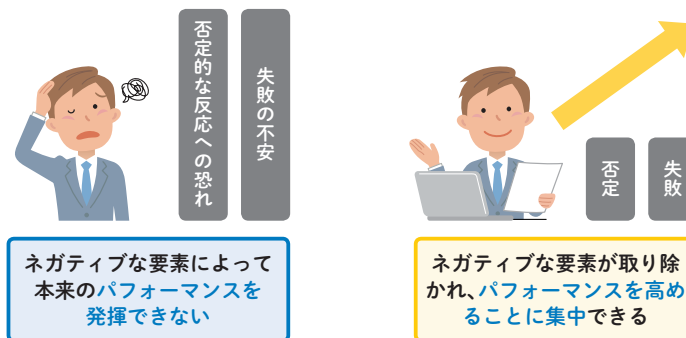 否定的な反応への恐れ
失敗の不安
ネガティブな要素によって
本来のパフォーマンスを
発揮できない
否定
失敗
ネガティブな要素が取り除
かれ、パフォーマンスを高め
ることに集中できる